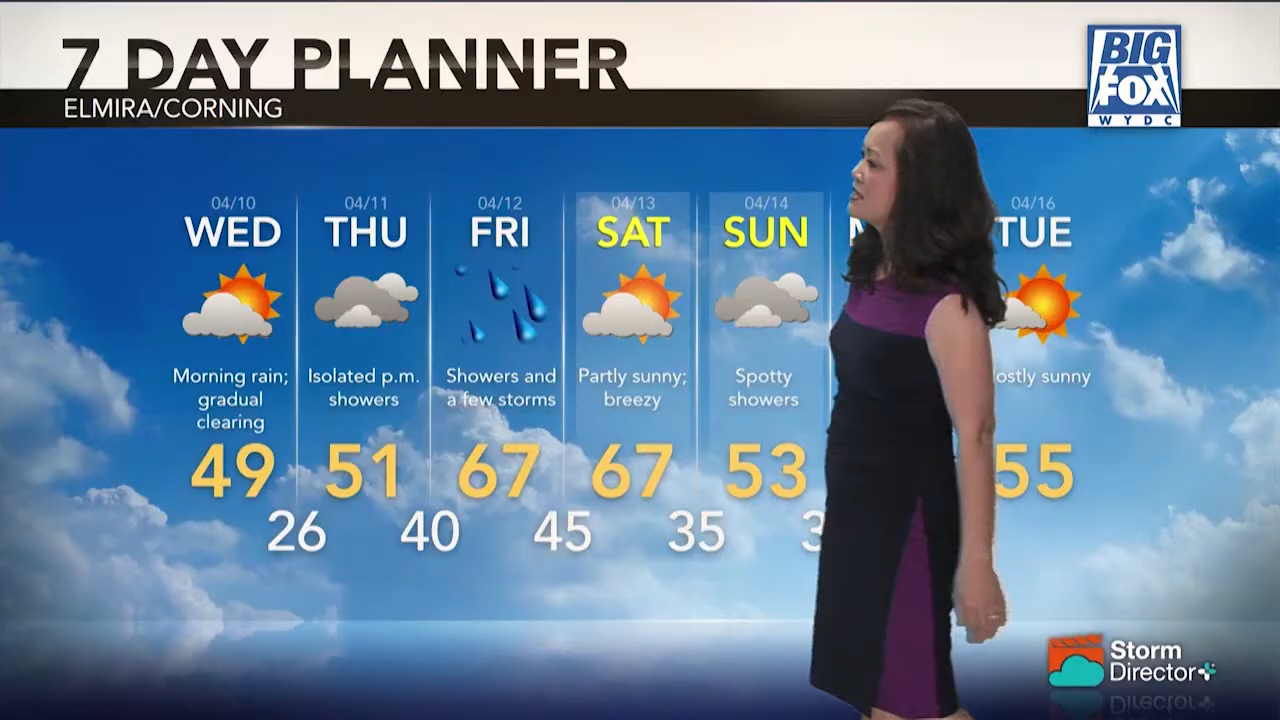 7 DAY PLANNER
ELMIRA/CORNING
BIG
FOX
WYDC
04/10
WED
Morning rain;
gradual
clearing
49
26
04/11
THU
Isolated p.m.
showers
51
40
04/12
FRI
Showers and
a few storms
67
45
04/13
SAT
Partly sunny;
breezy
67
35
04/14
SUN
Spotty
showers
53
04/16
TUE
sunny
55
Storm
Director+